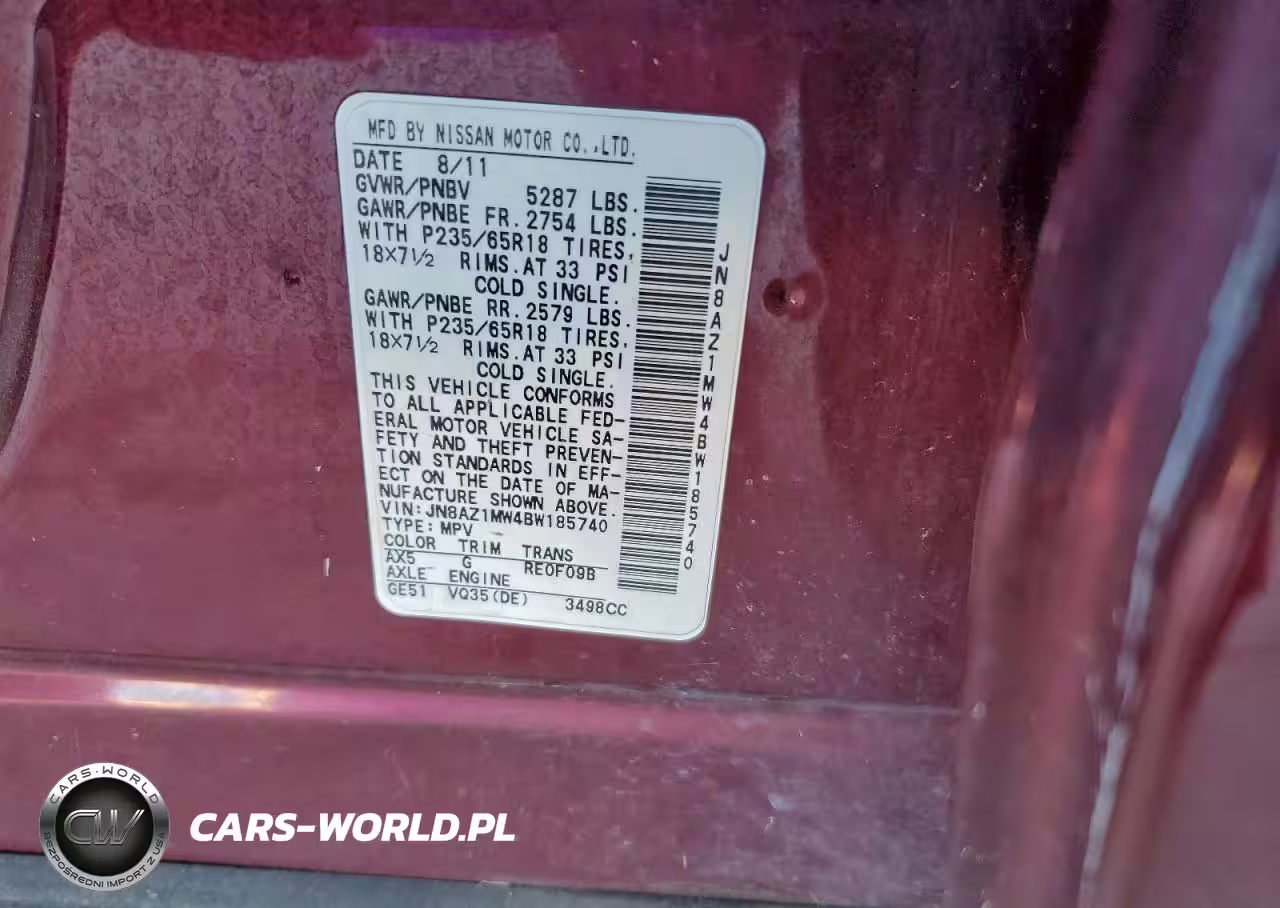 MFD BY NISSAN MOTOR CO.,LTD.
DATE 8/11
GVWR/PNBV 5287 LBS.
GAWR/PNBE FR. 2754 LBS.
WITH P235/65R18 TIRES,
18X7½ RIMS.AT 33 PSI
COLD SINGLE.
GAWR/PNBE RR. 2579 LBS.
WITH P235/65R18 TIRES.
18X7½ RIMS.AT 33 PSI
COLD SINGLE.
THIS VEHICLE CONFORMS
TO ALL APPLICABLE FED-
ERAL MOTOR VEHICLE SA-
FETY AND THEFT PREVEN-
TION STANDARDS IN EFF-
ECT ON THE DATE OF MA-
NUFACTURE SHOWN ABOVE.
VIN:JN8AZ1MW4BW185740
TYPE:MPV
COLOR TRIM TRANS
AX5 G RE0F09B
AXLE ENGINE
GE51 VQ35(DE) 3498CC
JN8AZ1MW4BW185740
CARS-WORLD
CW
BEZPOŚREDNI IMPORT Z USA
CARS-WORLD.PL